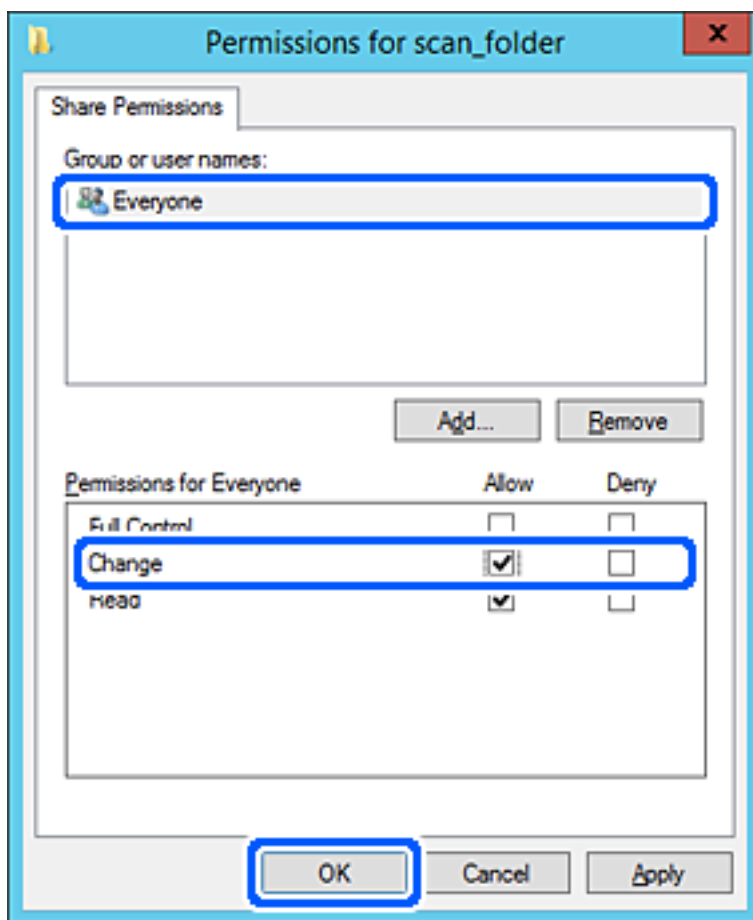 Permissions for scan_folder
x
Share Permissions
Group or user names:
Everyone
Add... Remove
Permissions for Everyone Allow Deny
Full Control
Change
Read
OK Cancel Apply